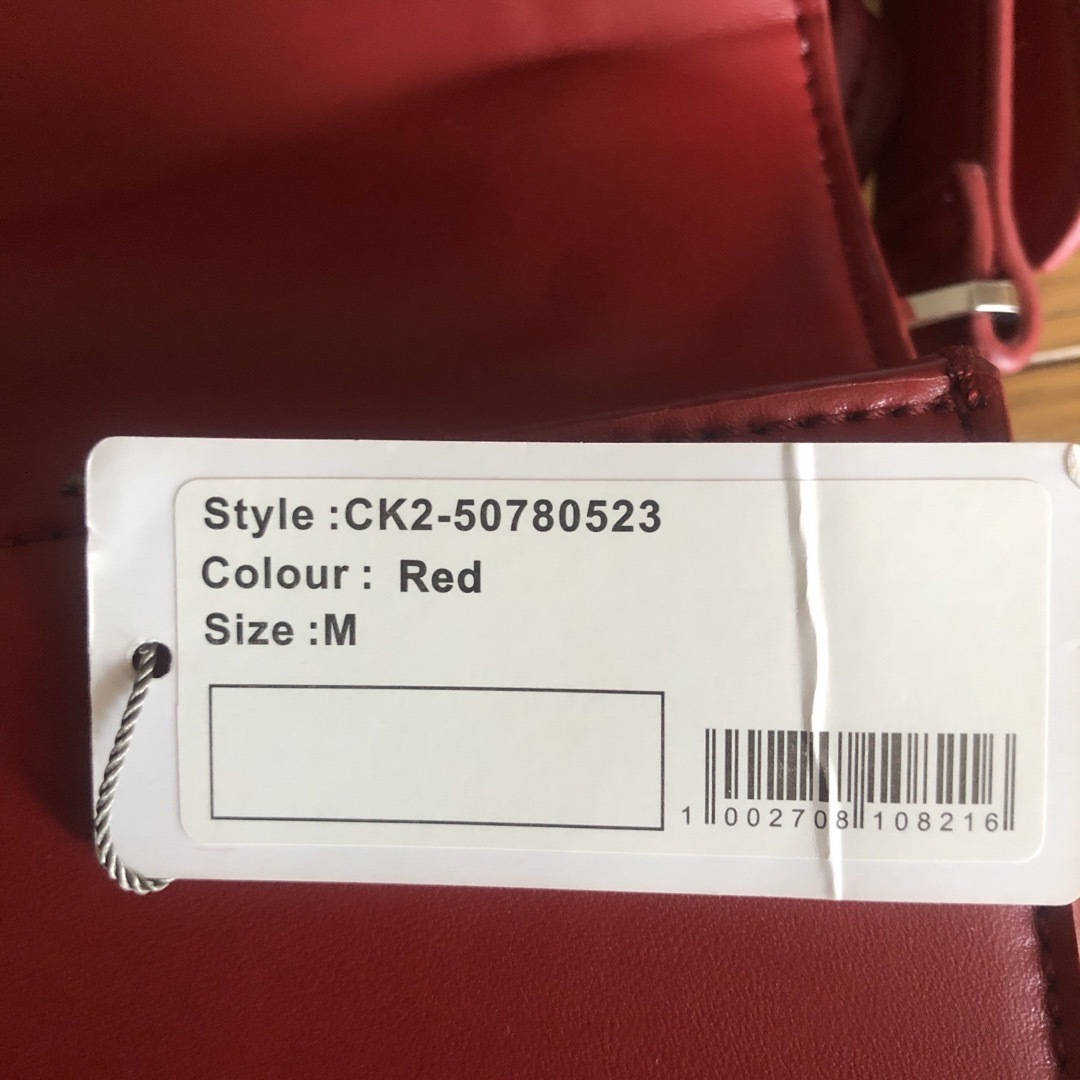 Style :CK2-50780523
Colour : Red
Size :M
1 002708 108216